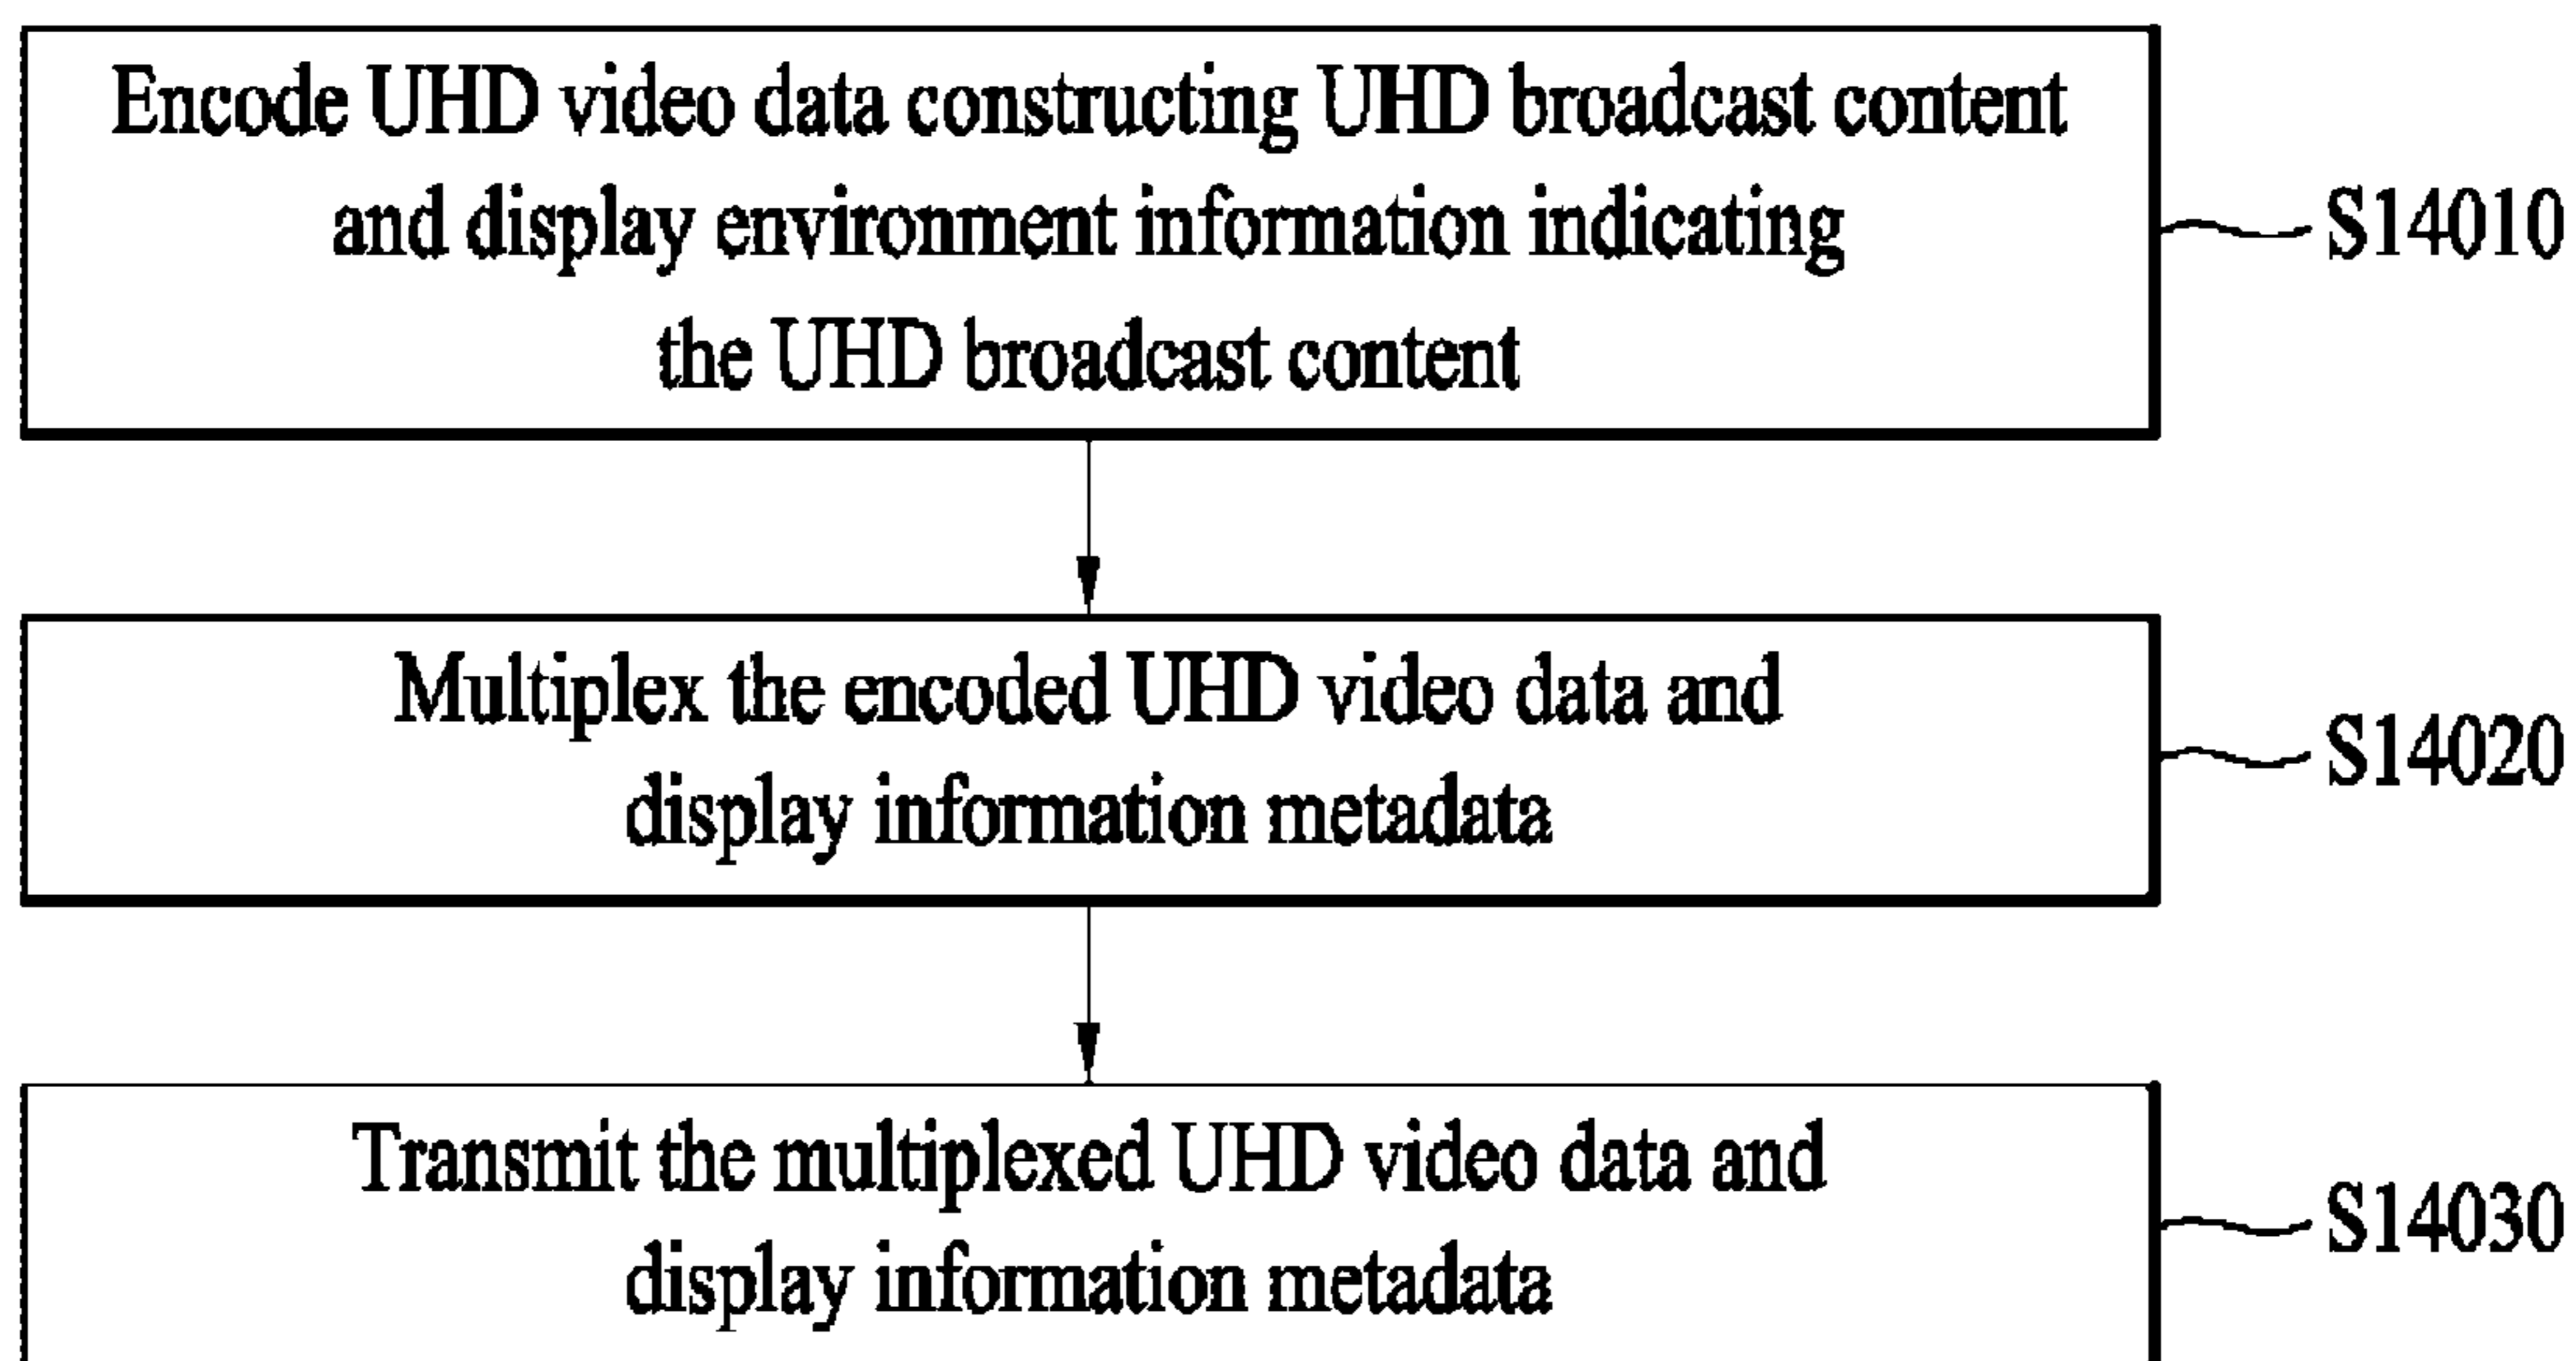 Encode UHD video data constructing UHD broadcast content
and display environment information indicating
the UHD broadcast content
S14010
Multiplex the encoded UHD video data and
display information metadata
S14020
Transmit the multiplexed UHD video data and
display information metadata
S14030